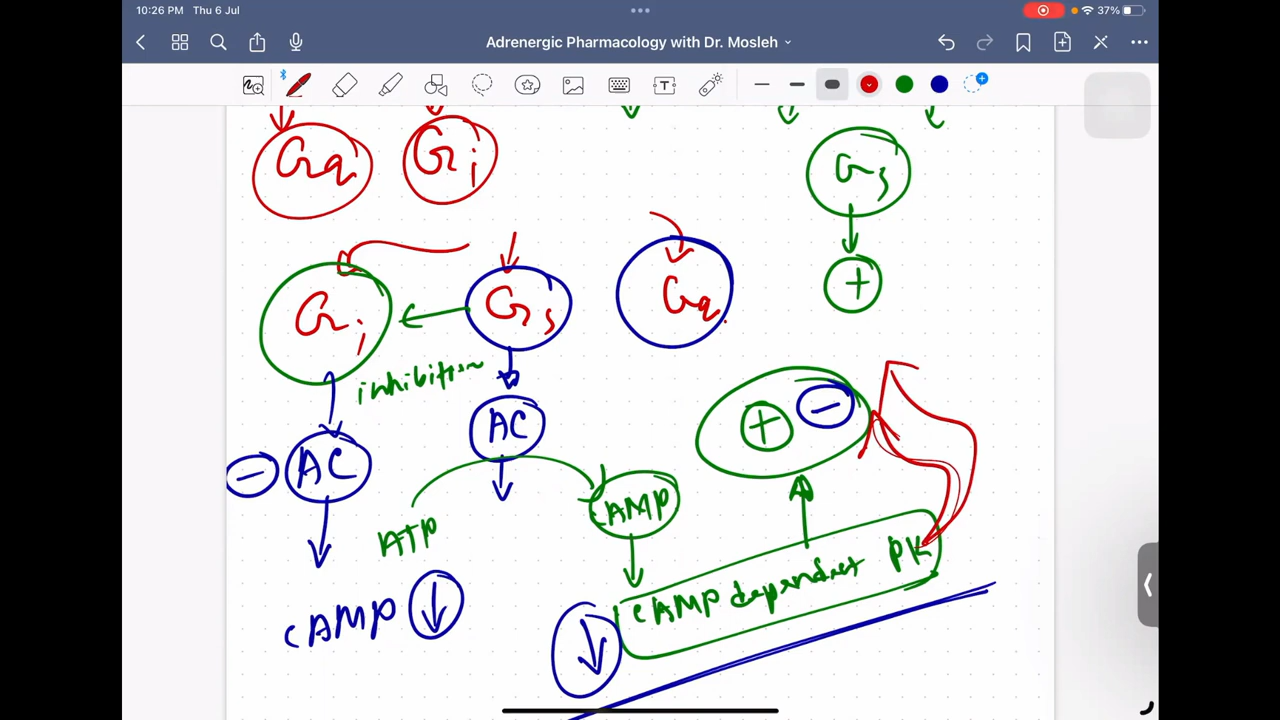 10:26 PM Thu 6 Jul
37%
Adrenergic Pharmacology with Dr. Mosleh
Gq Gi
Gs
+
Gi Gs Gq
inhibition
AC
+ −
− AC
CAMP
ATP
CAMP dependent PK
CAMP ↓
↓